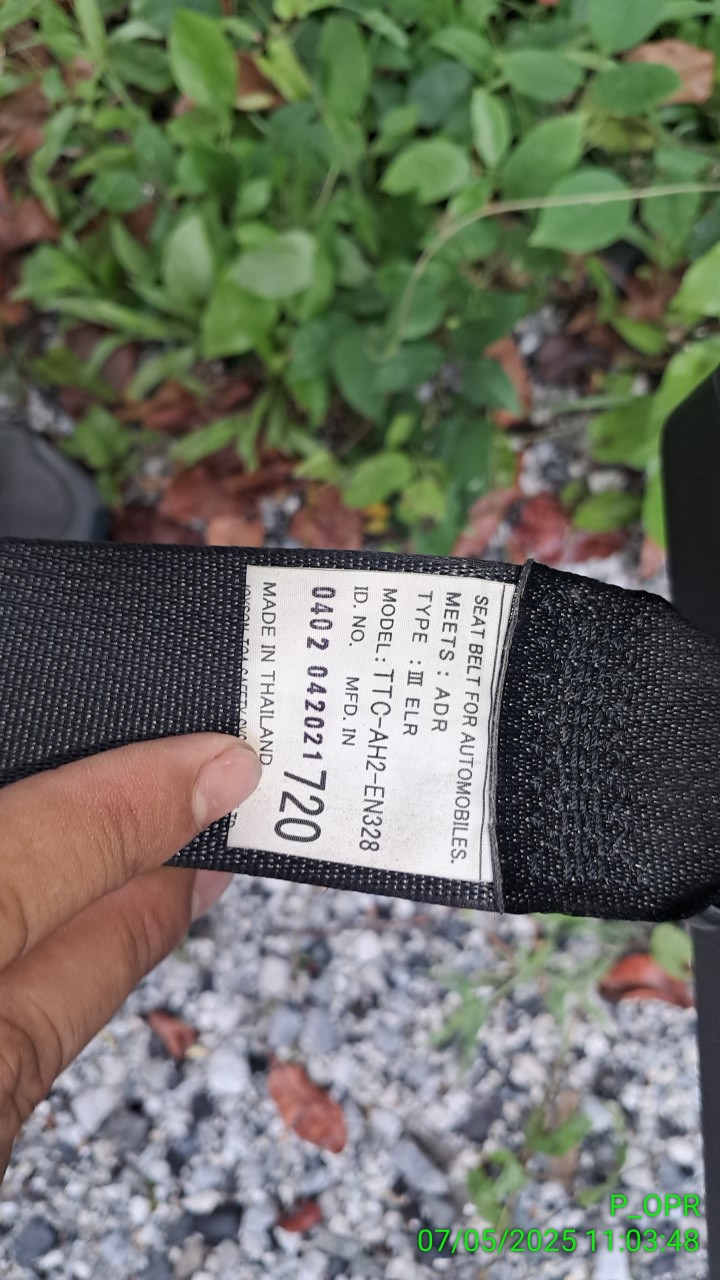 SEAT BELT FOR AUTOMOBILES.
MEETS : ADR
TYPE : III ELR
MODEL: TTC-AH2-EN328
ID. NO. MFD. IN
0402 042021 720
MADE IN THAILAND
P_OPR
07/05/2025 11:03:48